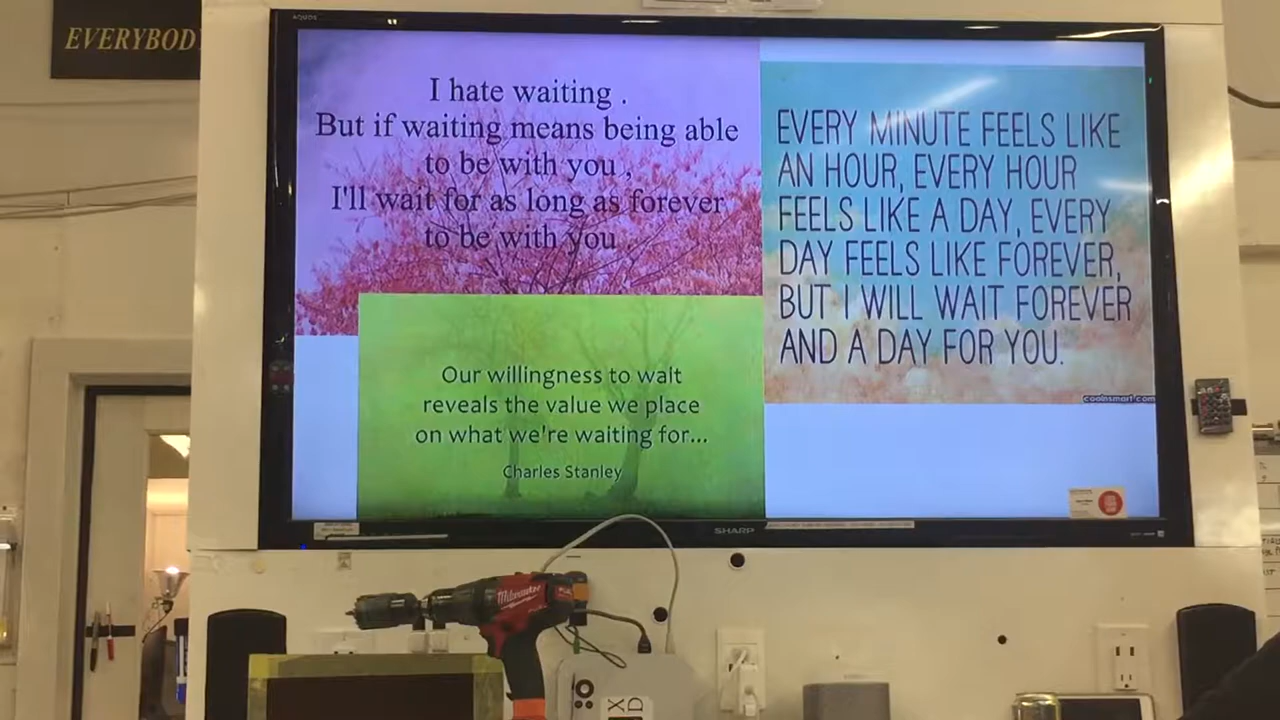 EVERYBODY
AQUOS
I hate waiting .
But if waiting means being able
to be with you ,
I'll wait for as long as forever
to be with you .
EVERY MINUTE FEELS LIKE
AN HOUR, EVERY HOUR
FEELS LIKE A DAY, EVERY
DAY FEELS LIKE FOREVER,
BUT I WILL WAIT FOREVER
AND A DAY FOR YOU.
coolnsmart.com
Our willingness to wait
reveals the value we place
on what we're waiting for...
Charles Stanley
SHARP
Milwaukee